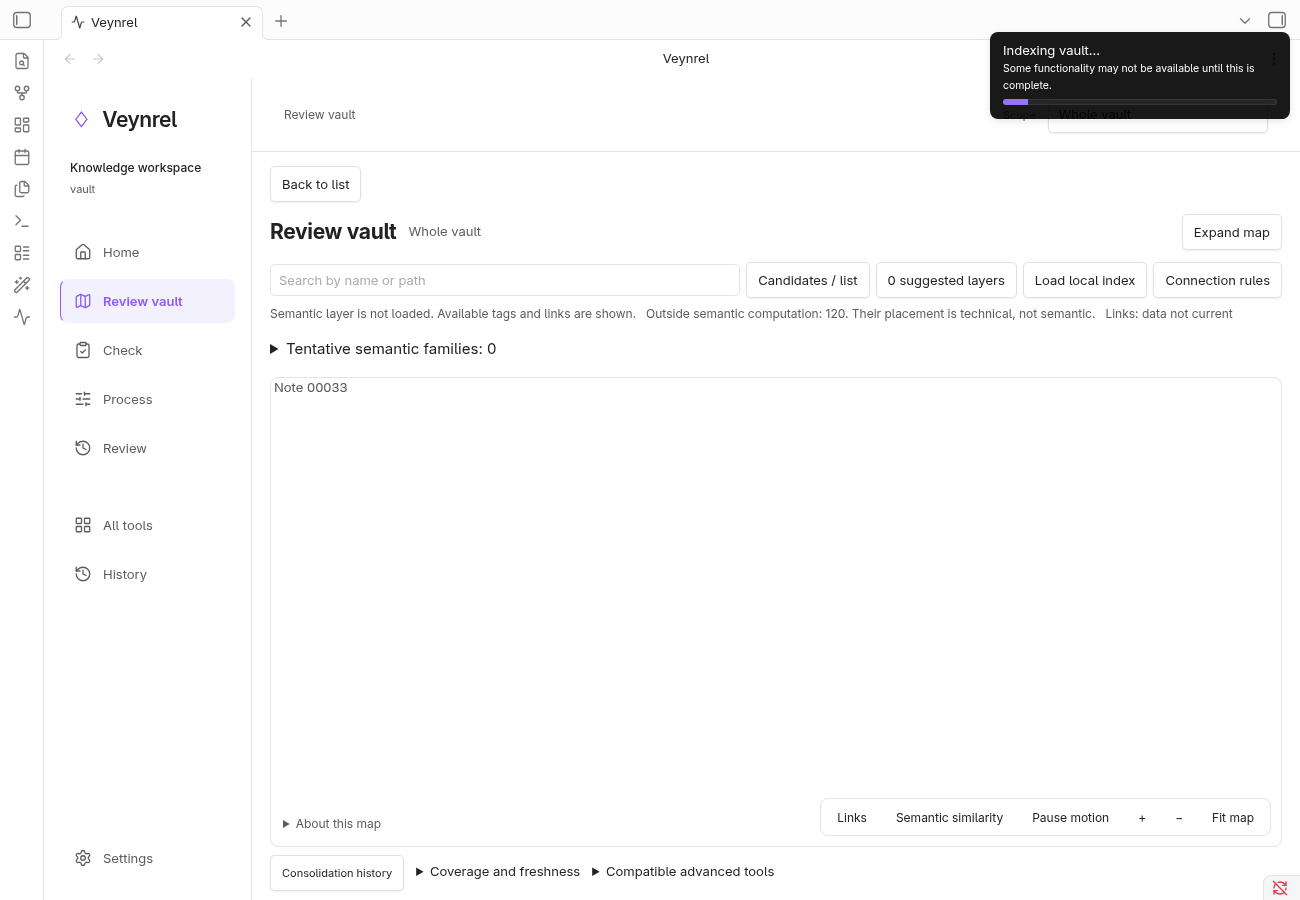 Veynrel
Veynrel
Indexing vault...
Some functionality may not be available until this is
complete.
Veynrel
Review vault
Scope
Whole vault
Knowledge workspace
vault
Home
Review vault
Check
Process
Review
All tools
History
Settings
Back to list
Review vault
Whole vault
Expand map
Search by name or path
Candidates / list
0 suggested layers
Load local index
Connection rules
Semantic layer is not loaded. Available tags and links are shown. Outside semantic computation: 120. Their placement is technical, not semantic. Links: data not current
Tentative semantic families: 0
Note 00033
About this map
Links
Semantic similarity
Pause motion
+
−
Fit map
Consolidation history
Coverage and freshness
Compatible advanced tools